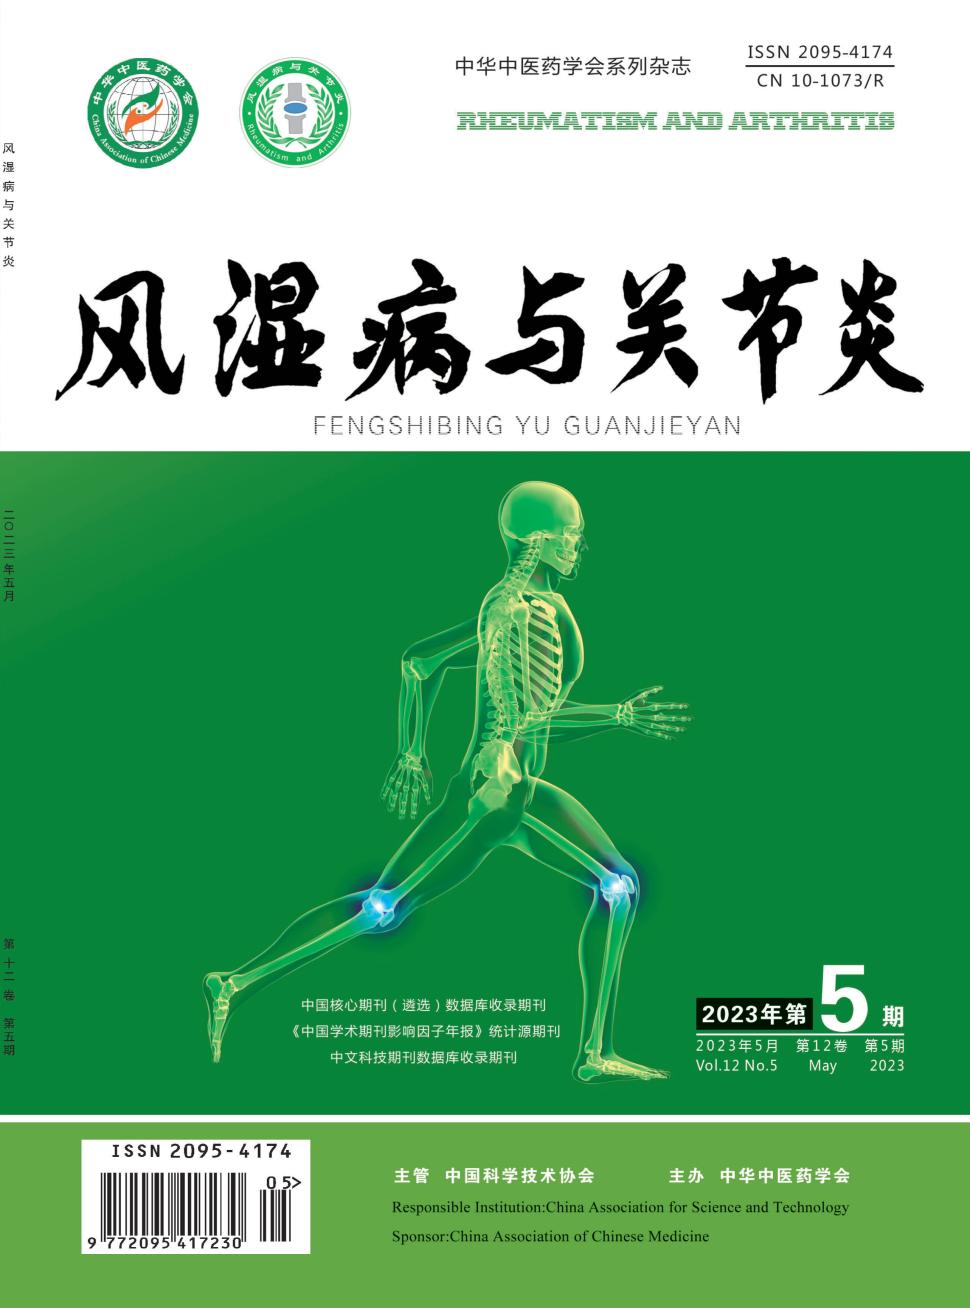 中华中医药学会
China Association of Chinese Medicine
风湿病与关节炎
Rheumatism and Arthritis
中华中医药学会系列杂志
ISSN 2095-4174
CN 10-1073/R
RHEUMATISM AND ARTHRITIS
风湿病与关节炎
二〇二三年五月
第十二卷 第五期
风湿病与关节炎
FENGSHIBING YU GUANJIEYAN
中国核心期刊（遴选）数据库收录期刊
《中国学术期刊影响因子年报》统计源期刊
中文科技期刊数据库收录期刊
2023年第5期
2023年5月 第12卷 第5期
Vol.12 No.5 May 2023
ISSN 2095-4174
05>
9 772095 417230
主管 中国科学技术协会 主办 中华中医药学会
Responsible Institution:China Association for Science and Technology
Sponsor:China Association of Chinese Medicine